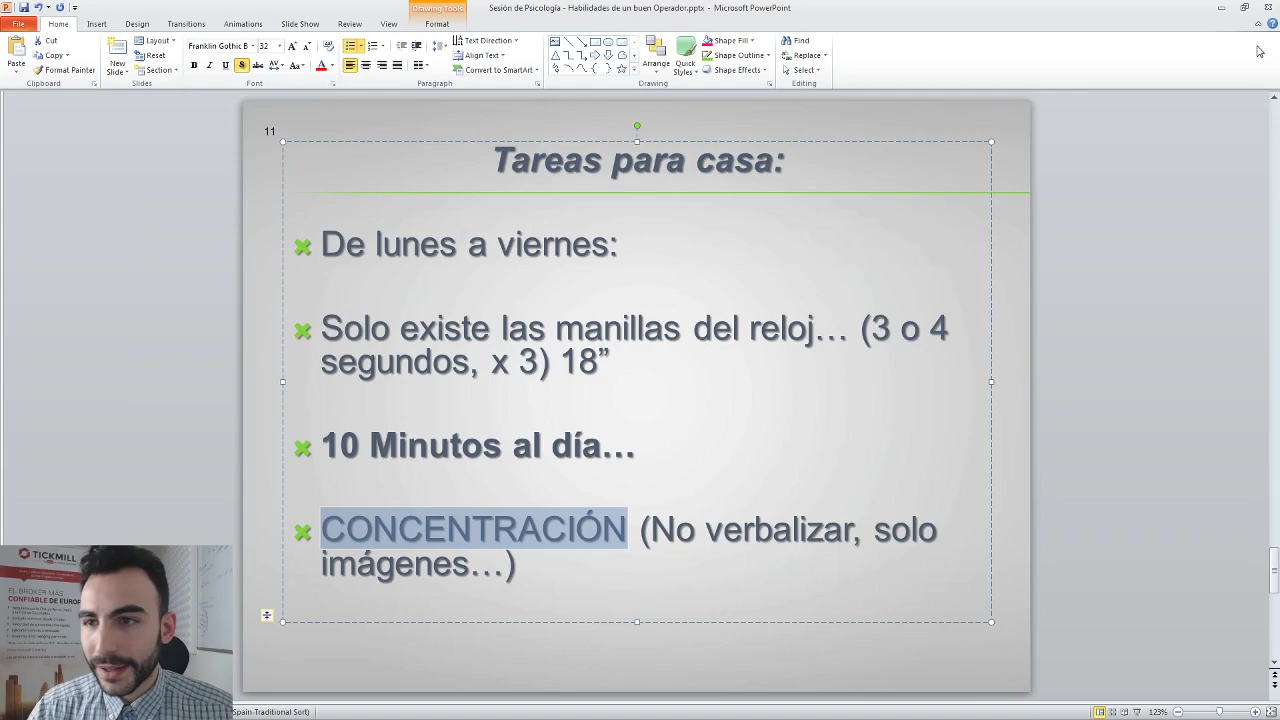 Sesión de Psicología - Habilidades de un buen Operador.pptx - Microsoft PowerPoint
Drawing Tools
File Home Insert Design Transitions Animations Slide Show Review View Format
Cut
Copy
Format Painter
Paste
Clipboard
New Slide
Layout
Reset
Section
Slides
Franklin Gothic B 32
Font
Text Direction
Align Text
Convert to SmartArt
Paragraph
Arrange
Quick Styles
Shape Fill
Shape Outline
Shape Effects
Drawing
Find
Replace
Select
Editing
11
Tareas para casa:
De lunes a viernes:
Solo existe las manillas del reloj… (3 o 4
segundos, x 3) 18”
10 Minutos al día…
CONCENTRACIÓN (No verbalizar, solo
imágenes…)
TICKMILL
EL BROKER MÁS
CONFIABLE DE EUROPA
Spain-Traditional Sort)
123%